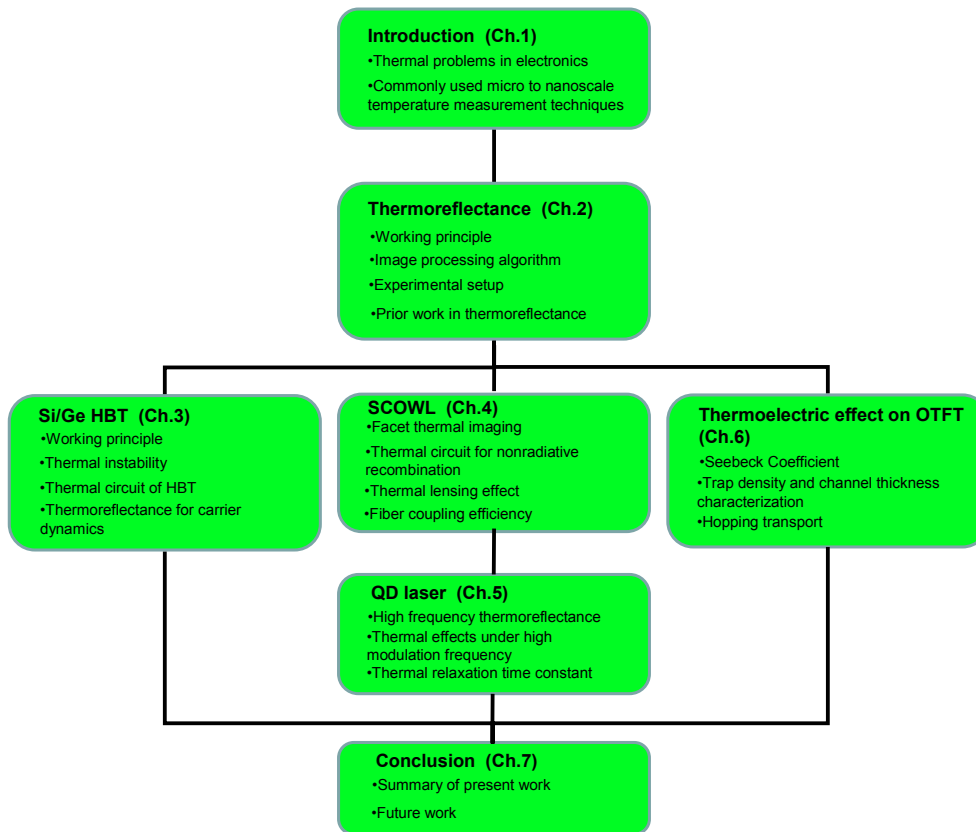 Introduction (Ch.1)
•Thermal problems in electronics
•Commonly used micro to nanoscale
temperature measurement techniques
Thermoreflectance (Ch.2)
•Working principle
•Image processing algorithm
•Experimental setup
•Prior work in thermoreflectance
Si/Ge HBT (Ch.3)
•Working principle
•Thermal instability
•Thermal circuit of HBT
•Thermoreflectance for carrier
dynamics
SCOWL (Ch.4)
•Facet thermal imaging
•Thermal circuit for nonradiative
recombination
•Thermal lensing effect
•Fiber coupling efficiency
Thermoelectric effect on OTFT
(Ch.6)
•Seebeck Coefficient
•Trap density and channel thickness
characterization
•Hopping transport
QD laser (Ch.5)
•High frequency thermoreflectance
•Thermal effects under high
modulation frequency
•Thermal relaxation time constant
Conclusion (Ch.7)
•Summary of present work
•Future work